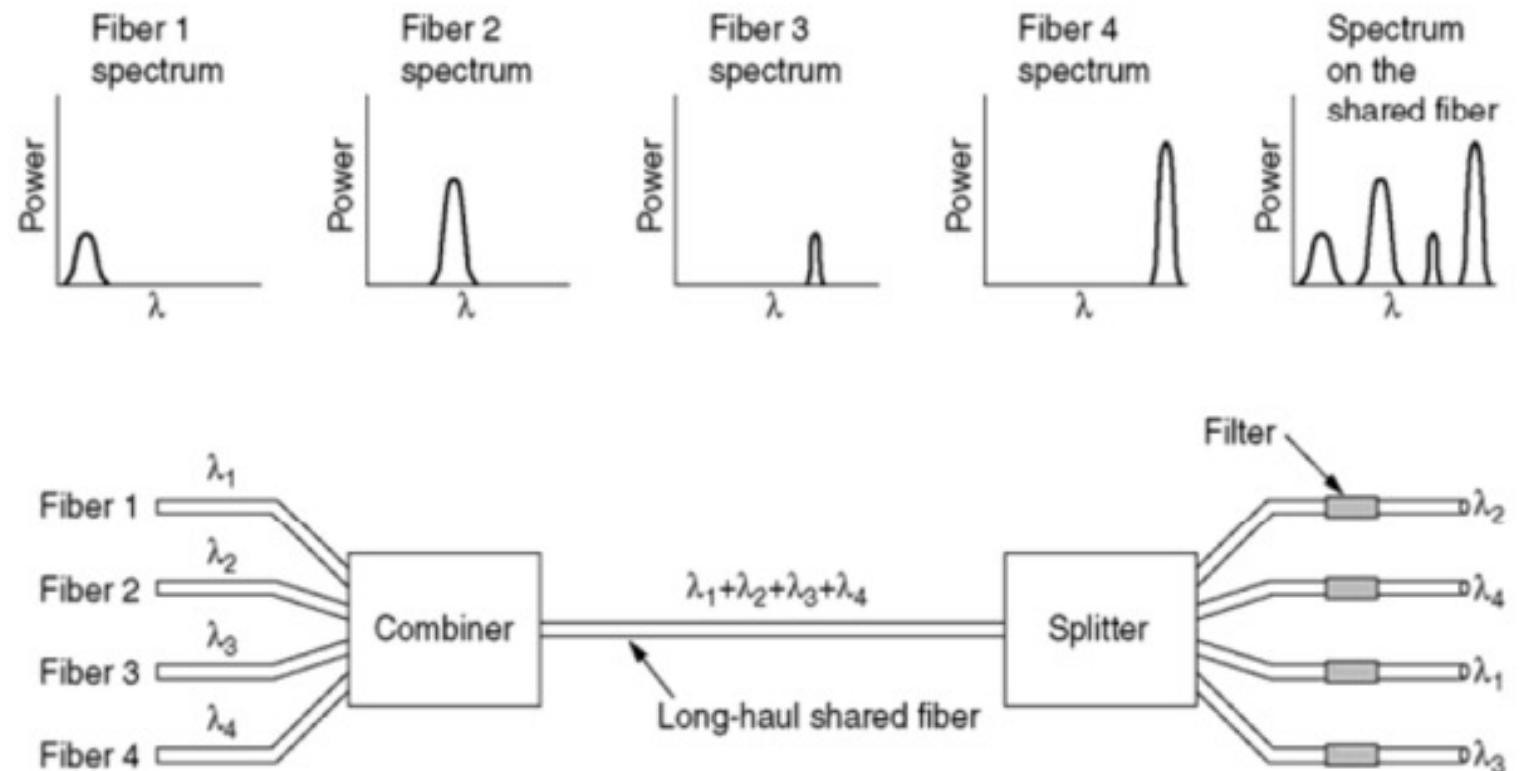 Fiber 1
spectrum
Fiber 2
spectrum
Fiber 3
spectrum
Fiber 4
spectrum
Spectrum
on the
shared fiber
Power
λ
Power
λ
Power
λ
Power
λ
Power
λ
Filter
λ1
Fiber 1
λ2
Fiber 2
λ3
Fiber 3
λ4
Fiber 4
Combiner
λ1+λ2+λ3+λ4
Long-haul shared fiber
Splitter
λ2
λ4
λ1
λ3